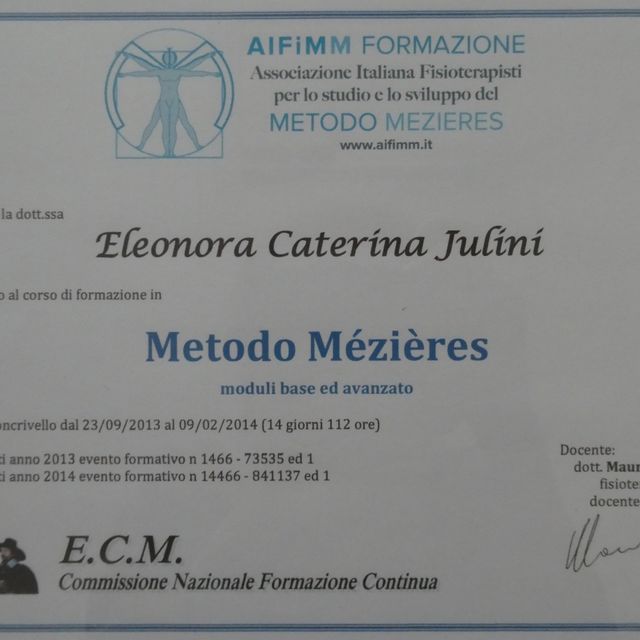 AIFiMM FORMAZIONE
Associazione Italiana Fisioterapisti
per lo studio e lo sviluppo del
METODO MEZIERES
www.aifimm.it
la dott.ssa
Eleonora Caterina Julini
al corso di formazione in
Metodo Mézières
moduli base ed avanzato
dal 23/09/2013 al 09/02/2014 (14 giorni 112 ore)
anno 2013 evento formativo n 1466 - 73535 ed 1
anno 2014 evento formativo n 14466 - 841137 ed 1
Docente:
dott.
docente
E.C.M.
Commissione Nazionale Formazione Continua